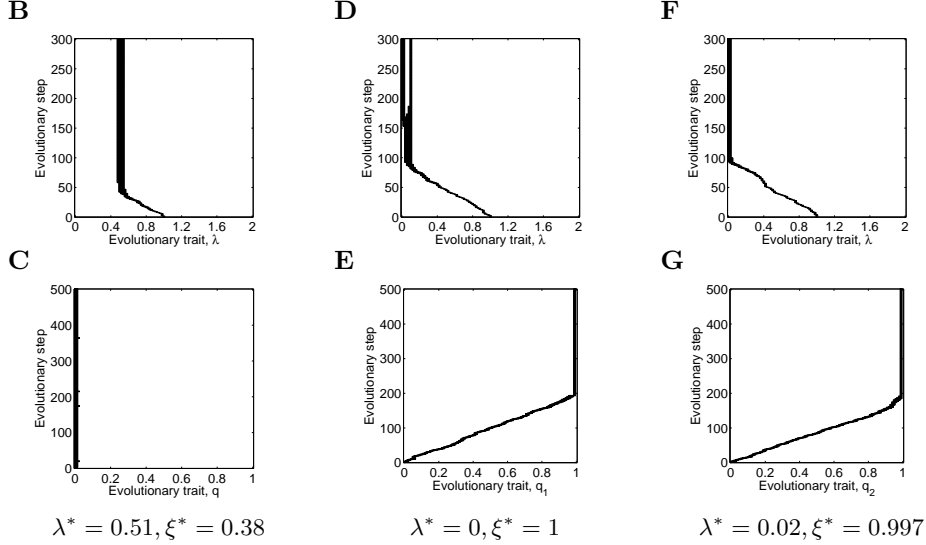 B
D
F
300
250
200
150
100
50
0
Evolutionary step
0 0.4 0.8 1.2 1.6 2
Evolutionary trait, λ
300
250
200
150
100
50
0
Evolutionary step
0 0.4 0.8 1.2 1.6 2
Evolutionary trait, λ
300
250
200
150
100
50
0
Evolutionary step
0 0.4 0.8 1.2 1.6 2
Evolutionary trait, λ
C
E
G
500
400
300
200
100
0
Evolutionary step
0 0.2 0.4 0.6 0.8 1
Evolutionary trait, q
500
400
300
200
100
0
Evolutionary step
0 0.2 0.4 0.6 0.8 1
Evolutionary trait, q₁
500
400
300
200
100
0
Evolutionary step
0 0.2 0.4 0.6 0.8 1
Evolutionary trait, q₂
λ* = 0.51, ξ* = 0.38
λ* = 0, ξ* = 1
λ* = 0.02, ξ* = 0.997